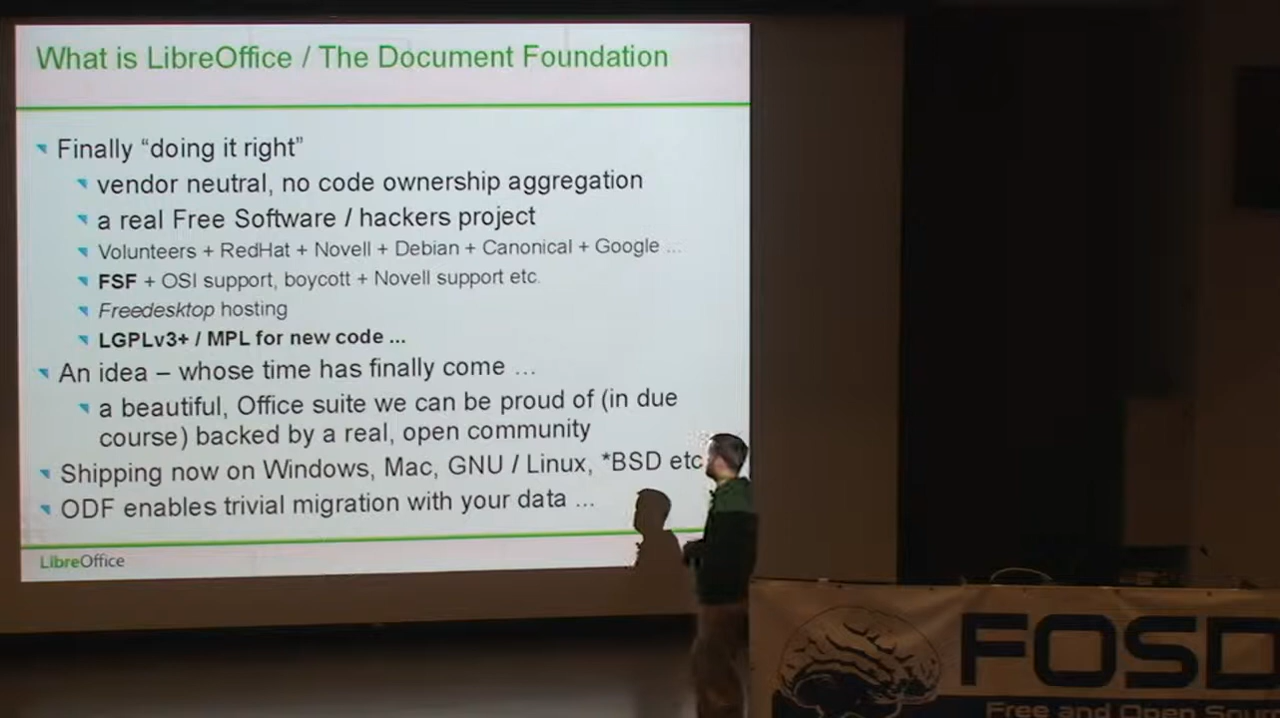 What is LibreOffice / The Document Foundation
Finally “doing it right”
vendor neutral, no code ownership aggregation
a real Free Software / hackers project
Volunteers + RedHat + Novell + Debian + Canonical + Google ...
FSF + OSI support, boycott + Novell support etc.
Freedesktop hosting
LGPLv3+ / MPL for new code ...
An idea – whose time has finally come ...
a beautiful, Office suite we can be proud of (in due
course) backed by a real, open community
Shipping now on Windows, Mac, GNU / Linux, *BSD etc
ODF enables trivial migration with your data ...
LibreOffice
FOSD
Free and Open Sour